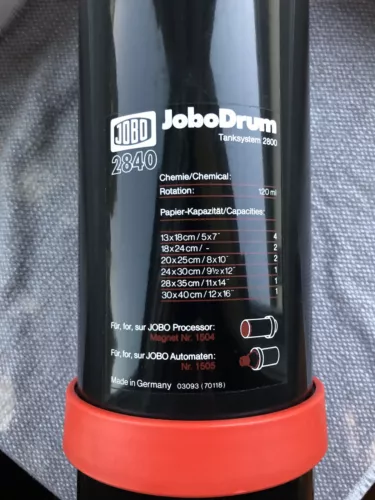 JOBO
JoboDrum
Tanksystem 2800
2840
Chemie/Chemical:
Rotation: 120 ml
Papier-Kapazität/Capacities:
13x18cm / 5x7" 4
18x24cm / - 2
20x25cm / 8x10" 2
24x30cm / 9½x12" 1
28x35cm / 11x14" 1
30x40cm / 12x16" 1
Für, for, sur JOBO Processor:
Magnet Nr. 1504
Für, for, sur JOBO Automaten:
Nr. 1505
Made in Germany 03093 (70118)